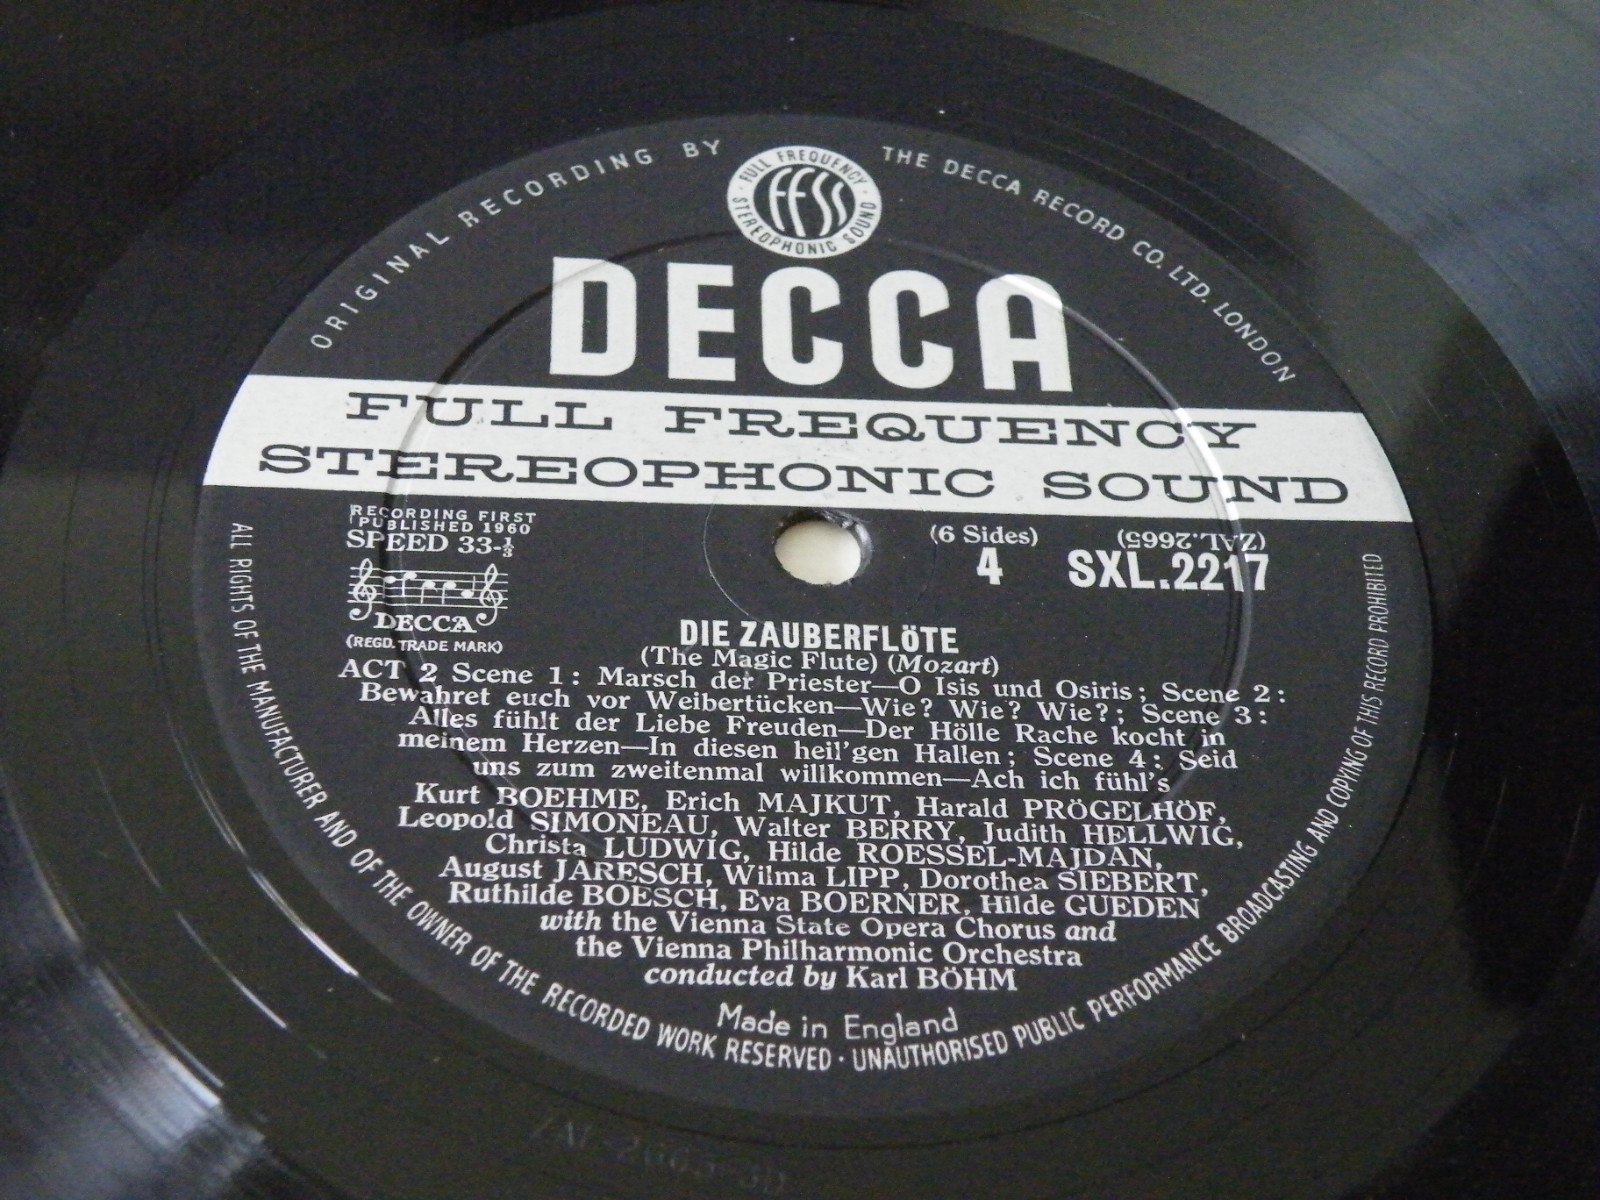 ORIGINAL RECORDING BY THE DECCA RECORD CO. LTD. LONDON
FULL FREQUENCY
FFSS
STEREOPHONIC SOUND
DECCA
FULL FREQUENCY
STEREOPHONIC SOUND
RECORDING FIRST
PUBLISHED 1960
SPEED 33-⅓
DECCA
(REGD. TRADE MARK)
(6 Sides)
4
(ZAL.2665)
SXL.2217
DIE ZAUBERFLÖTE
(The Magic Flute) (Mozart)
ACT 2 Scene 1: Marsch der Priester—O Isis und Osiris; Scene 2:
Bewahret euch vor Weibertücken—Wie? Wie? Wie?; Scene 3:
Alles fühlt der Liebe Freuden—Der Hölle Rache kocht in
meinem Herzen—In diesen heil'gen Hallen; Scene 4: Seid
uns zum zweitenmal willkommen—Ach ich fühl's
Kurt BOEHME, Erich MAJKUT, Harald PRÖGELHÖF,
Leopold SIMONEAU, Walter BERRY, Judith HELLWIG,
Christa LUDWIG, Hilde ROESSEL-MAJDAN,
August JARESCH, Wilma LIPP, Dorothea SIEBERT,
Ruthilde BOESCH, Eva BOERNER, Hilde GUEDEN
with the Vienna State Opera Chorus and
the Vienna Philharmonic Orchestra
conducted by Karl BÖHM
Made in England
ALL RIGHTS OF THE MANUFACTURER AND OF THE OWNER OF THE RECORDED WORK RESERVED · UNAUTHORISED PUBLIC PERFORMANCE BROADCASTING AND COPYING OF THIS RECORD PROHIBITED